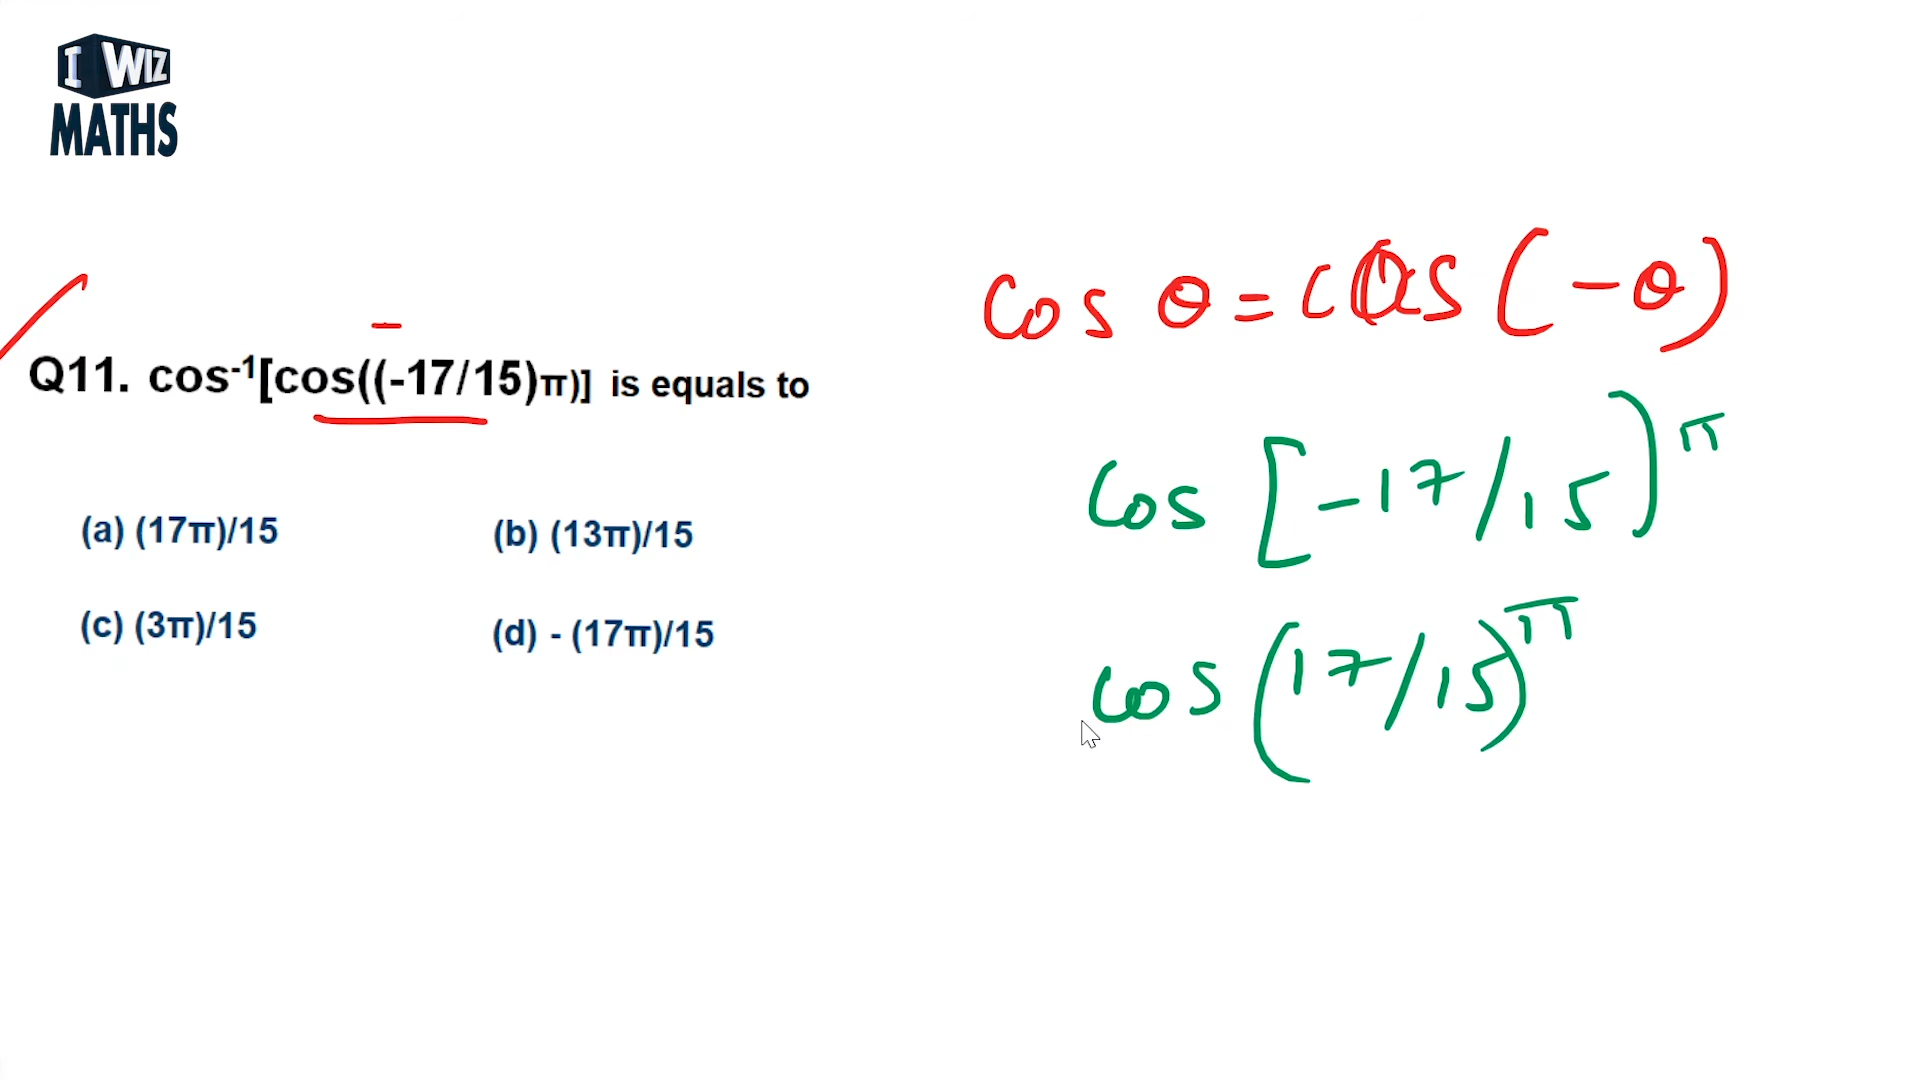 I WIZ
MATHS
Q11. cos⁻¹[cos((-17/15)π)] is equals to
(a) (17π)/15
(b) (13π)/15
(c) (3π)/15
(d) - (17π)/15
cos θ = cos (-θ)
cos [-17/15)π
cos (17/15)π